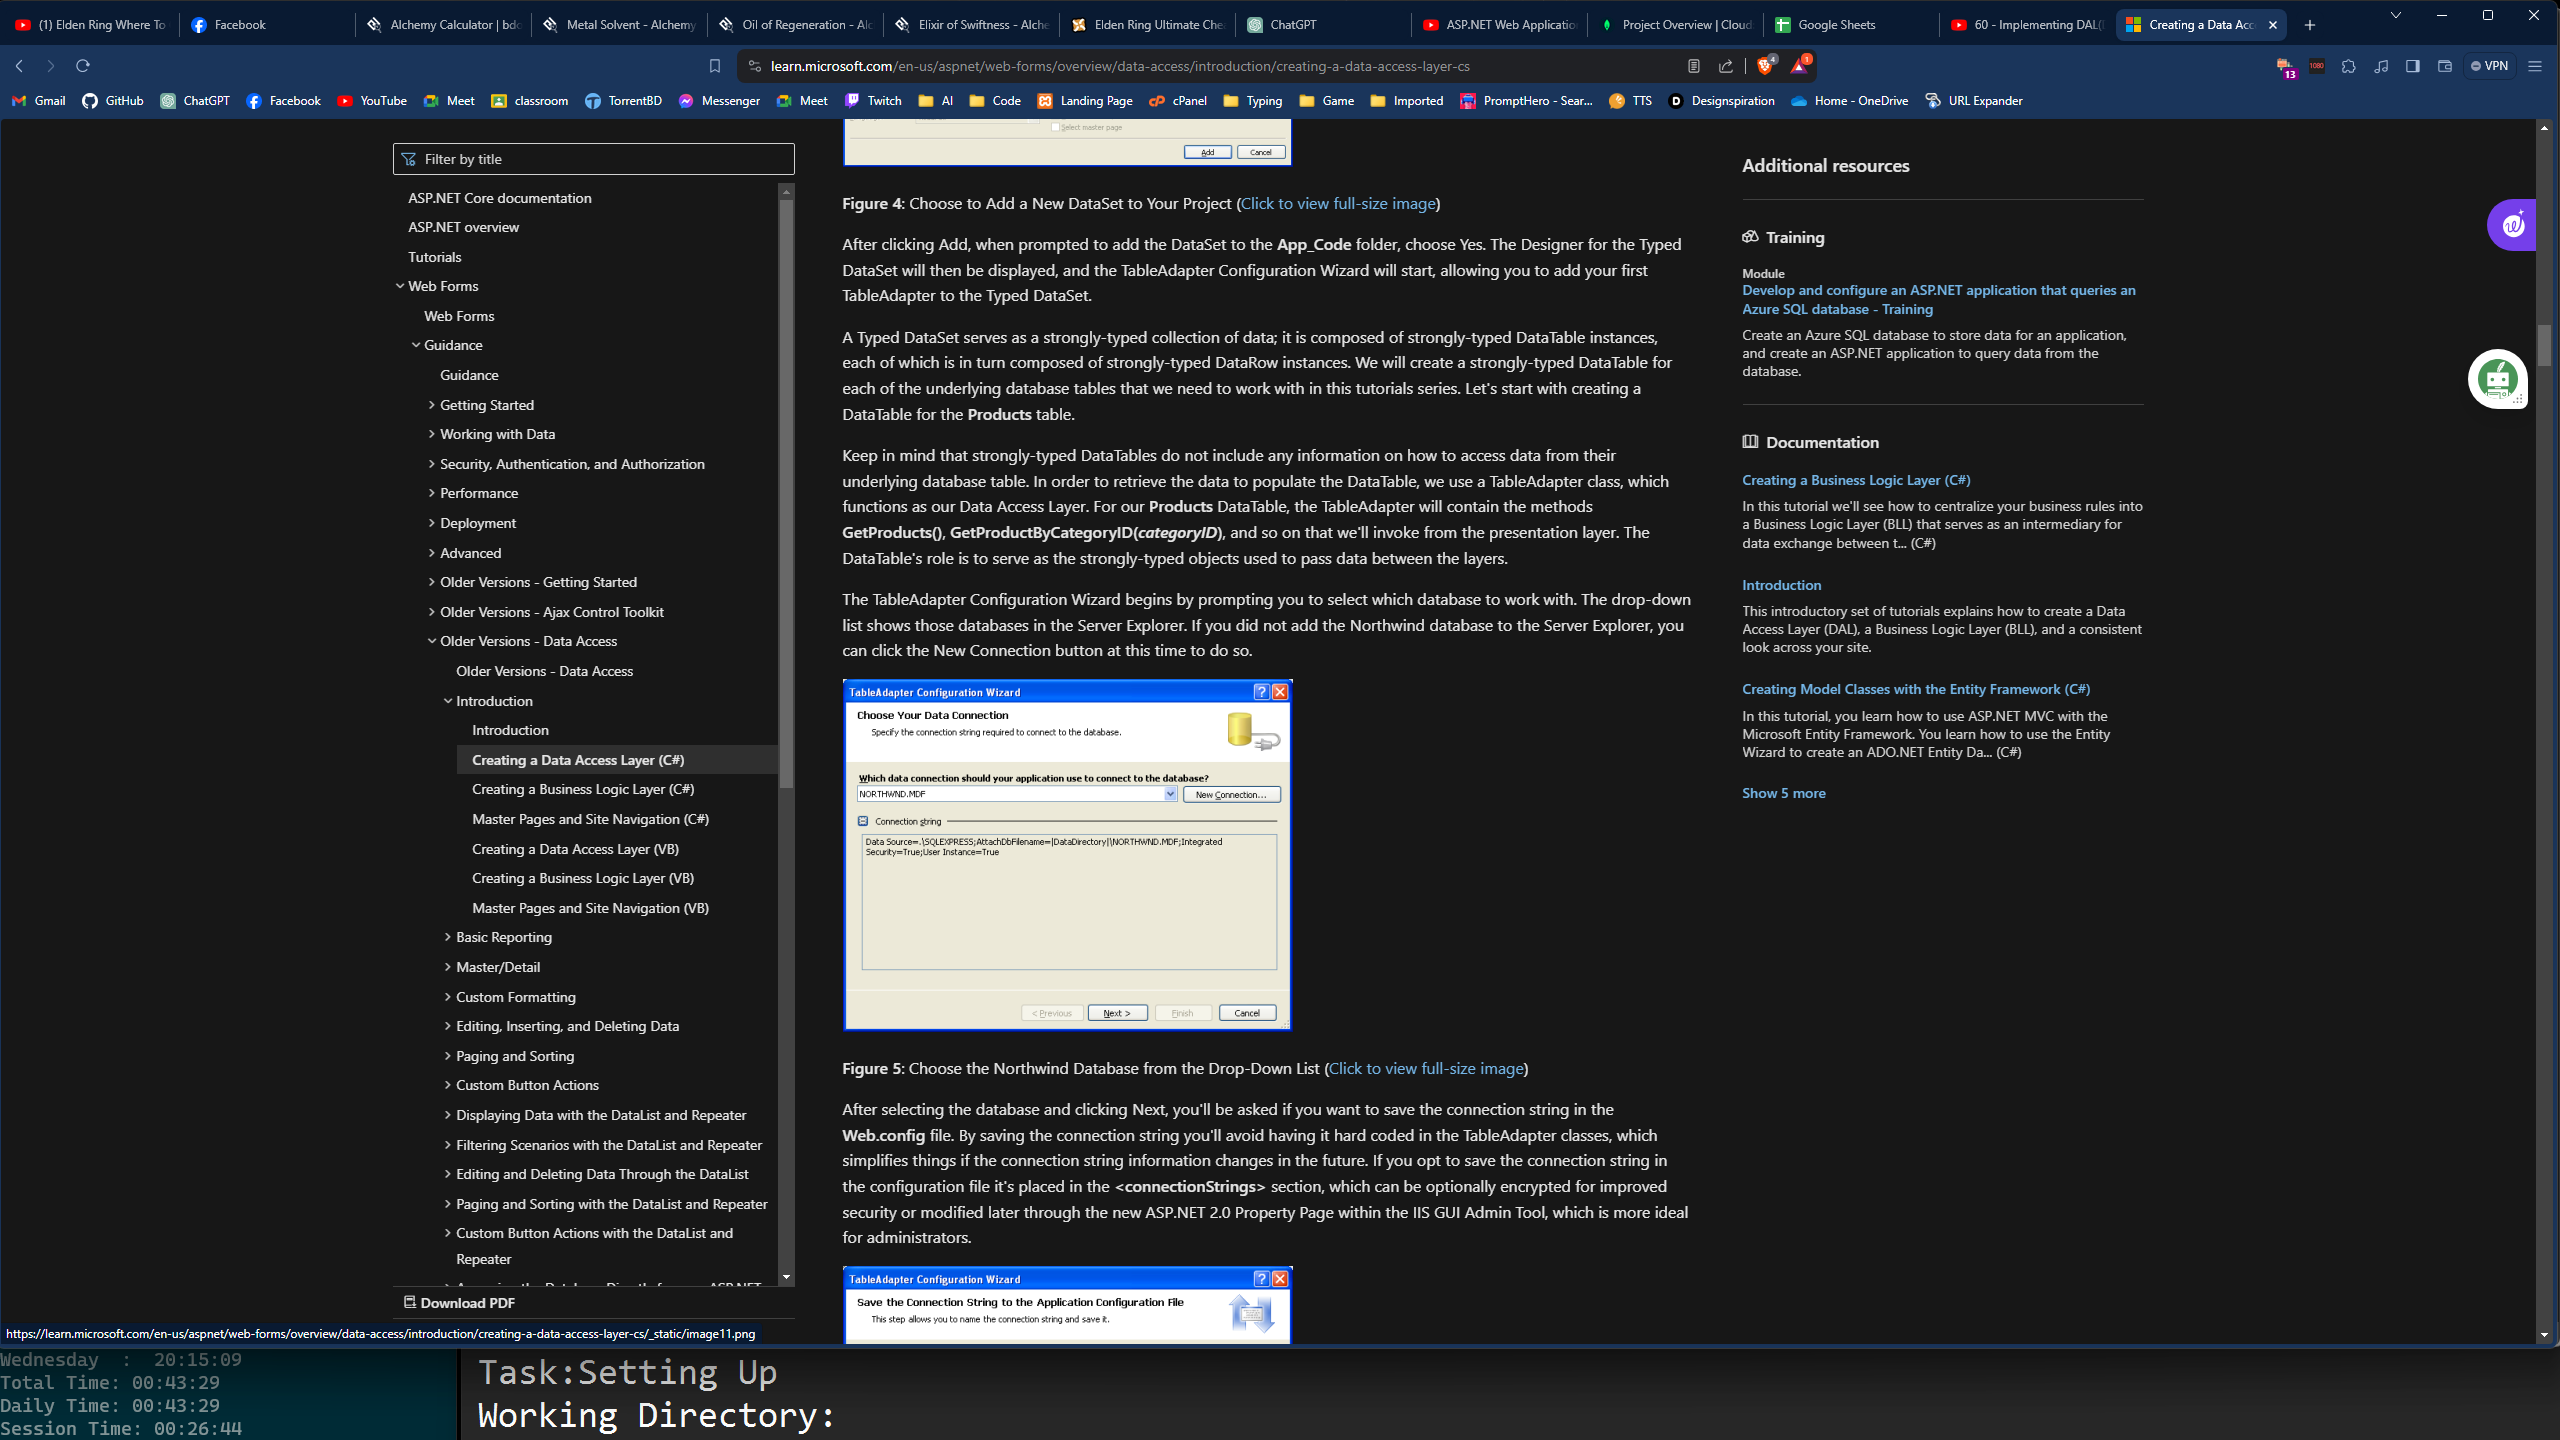 (1) Elden Ring Where To
Facebook
Alchemy Calculator | bdo
Metal Solvent - Alchemy
Oil of Regeneration - Alc
Elixir of Swiftness - Alche
Elden Ring Ultimate Che
ChatGPT
ASP.NET Web Application
Project Overview | Cloud
Google Sheets
60 - Implementing DAL(
Creating a Data Acc
learn.microsoft.com/en-us/aspnet/web-forms/overview/data-access/introduction/creating-a-data-access-layer-cs
4
1
13
1080
VPN
Gmail
GitHub
ChatGPT
Facebook
YouTube
Meet
classroom
TorrentBD
Messenger
Meet
Twitch
AI
Code
Landing Page
cPanel
Typing
Game
Imported
PromptHero - Sear...
TTS
Designspiration
Home - OneDrive
URL Expander
Filter by title
ASP.NET Core documentation
ASP.NET overview
Tutorials
Web Forms
Web Forms
Guidance
Guidance
Getting Started
Working with Data
Security, Authentication, and Authorization
Performance
Deployment
Advanced
Older Versions - Getting Started
Older Versions - Ajax Control Toolkit
Older Versions - Data Access
Older Versions - Data Access
Introduction
Introduction
Creating a Data Access Layer (C#)
Creating a Business Logic Layer (C#)
Master Pages and Site Navigation (C#)
Creating a Data Access Layer (VB)
Creating a Business Logic Layer (VB)
Master Pages and Site Navigation (VB)
Basic Reporting
Master/Detail
Custom Formatting
Editing, Inserting, and Deleting Data
Paging and Sorting
Custom Button Actions
Displaying Data with the DataList and Repeater
Filtering Scenarios with the DataList and Repeater
Editing and Deleting Data Through the DataList
Paging and Sorting with the DataList and Repeater
Custom Button Actions with the DataList and
Repeater
Download PDF
https://learn.microsoft.com/en-us/aspnet/web-forms/overview/data-access/introduction/creating-a-data-access-layer-cs/_static/image11.png
Select master page
Add
Cancel
Figure 4: Choose to Add a New DataSet to Your Project (Click to view full-size image)
After clicking Add, when prompted to add the DataSet to the App_Code folder, choose Yes. The Designer for the Typed
DataSet will then be displayed, and the TableAdapter Configuration Wizard will start, allowing you to add your first
TableAdapter to the Typed DataSet.
A Typed DataSet serves as a strongly-typed collection of data; it is composed of strongly-typed DataTable instances,
each of which is in turn composed of strongly-typed DataRow instances. We will create a strongly-typed DataTable for
each of the underlying database tables that we need to work with in this tutorials series. Let's start with creating a
DataTable for the Products table.
Keep in mind that strongly-typed DataTables do not include any information on how to access data from their
underlying database table. In order to retrieve the data to populate the DataTable, we use a TableAdapter class, which
functions as our Data Access Layer. For our Products DataTable, the TableAdapter will contain the methods
GetProducts(), GetProductByCategoryID(categoryID), and so on that we'll invoke from the presentation layer. The
DataTable's role is to serve as the strongly-typed objects used to pass data between the layers.
The TableAdapter Configuration Wizard begins by prompting you to select which database to work with. The drop-down
list shows those databases in the Server Explorer. If you did not add the Northwind database to the Server Explorer, you
can click the New Connection button at this time to do so.
TableAdapter Configuration Wizard
Choose Your Data Connection
Specify the connection string required to connect to the database.
Which data connection should your application use to connect to the database?
NORTHWND.MDF
New Connection...
Connection string
Data Source=.\SQLEXPRESS;AttachDbFilename=|DataDirectory|\NORTHWND.MDF;Integrated
Security=True;User Instance=True
< Previous
Next >
Finish
Cancel
Figure 5: Choose the Northwind Database from the Drop-Down List (Click to view full-size image)
After selecting the database and clicking Next, you'll be asked if you want to save the connection string in the
Web.config file. By saving the connection string you'll avoid having it hard coded in the TableAdapter classes, which
simplifies things if the connection string information changes in the future. If you opt to save the connection string in
the configuration file it's placed in the <connectionStrings> section, which can be optionally encrypted for improved
security or modified later through the new ASP.NET 2.0 Property Page within the IIS GUI Admin Tool, which is more ideal
for administrators.
TableAdapter Configuration Wizard
Save the Connection String to the Application Configuration File
This step allows you to name the connection string and save it.
Additional resources
Training
Module
Develop and configure an ASP.NET application that queries an
Azure SQL database - Training
Create an Azure SQL database to store data for an application,
and create an ASP.NET application to query data from the
database.
Documentation
Creating a Business Logic Layer (C#)
In this tutorial we'll see how to centralize your business rules into
a Business Logic Layer (BLL) that serves as an intermediary for
data exchange between t... (C#)
Introduction
This introductory set of tutorials explains how to create a Data
Access Layer (DAL), a Business Logic Layer (BLL), and a consistent
look across your site.
Creating Model Classes with the Entity Framework (C#)
In this tutorial, you learn how to use ASP.NET MVC with the
Microsoft Entity Framework. You learn how to use the Entity
Wizard to create an ADO.NET Entity Da... (C#)
Show 5 more
Wednesday : 20:15:09
Total Time: 00:43:29
Daily Time: 00:43:29
Session Time: 00:26:44
Task:Setting Up
Working Directory: